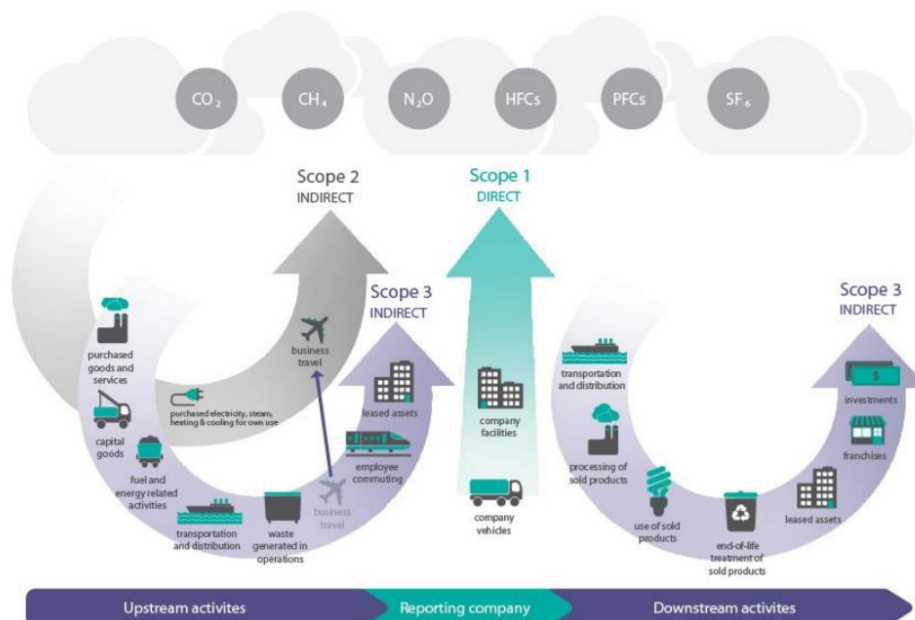 CO₂
CH₄
N₂O
HFCs
PFCs
SF₆
Scope 2
INDIRECT
Scope 1
DIRECT
Scope 3
INDIRECT
Scope 3
INDIRECT
purchased
goods and
services
capital
goods
fuel and
energy related
activities
transportation
and distribution
waste
generated in
operations
business
travel
purchased electricity, steam,
heating & cooling for own use
business
travel
employee
commuting
leased assets
company
facilities
company
vehicles
transportation
and distribution
processing of
sold products
use of sold
products
end-of-life
treatment of
sold products
leased assets
franchises
investments
$
Upstream activites
Reporting company
Downstream activites